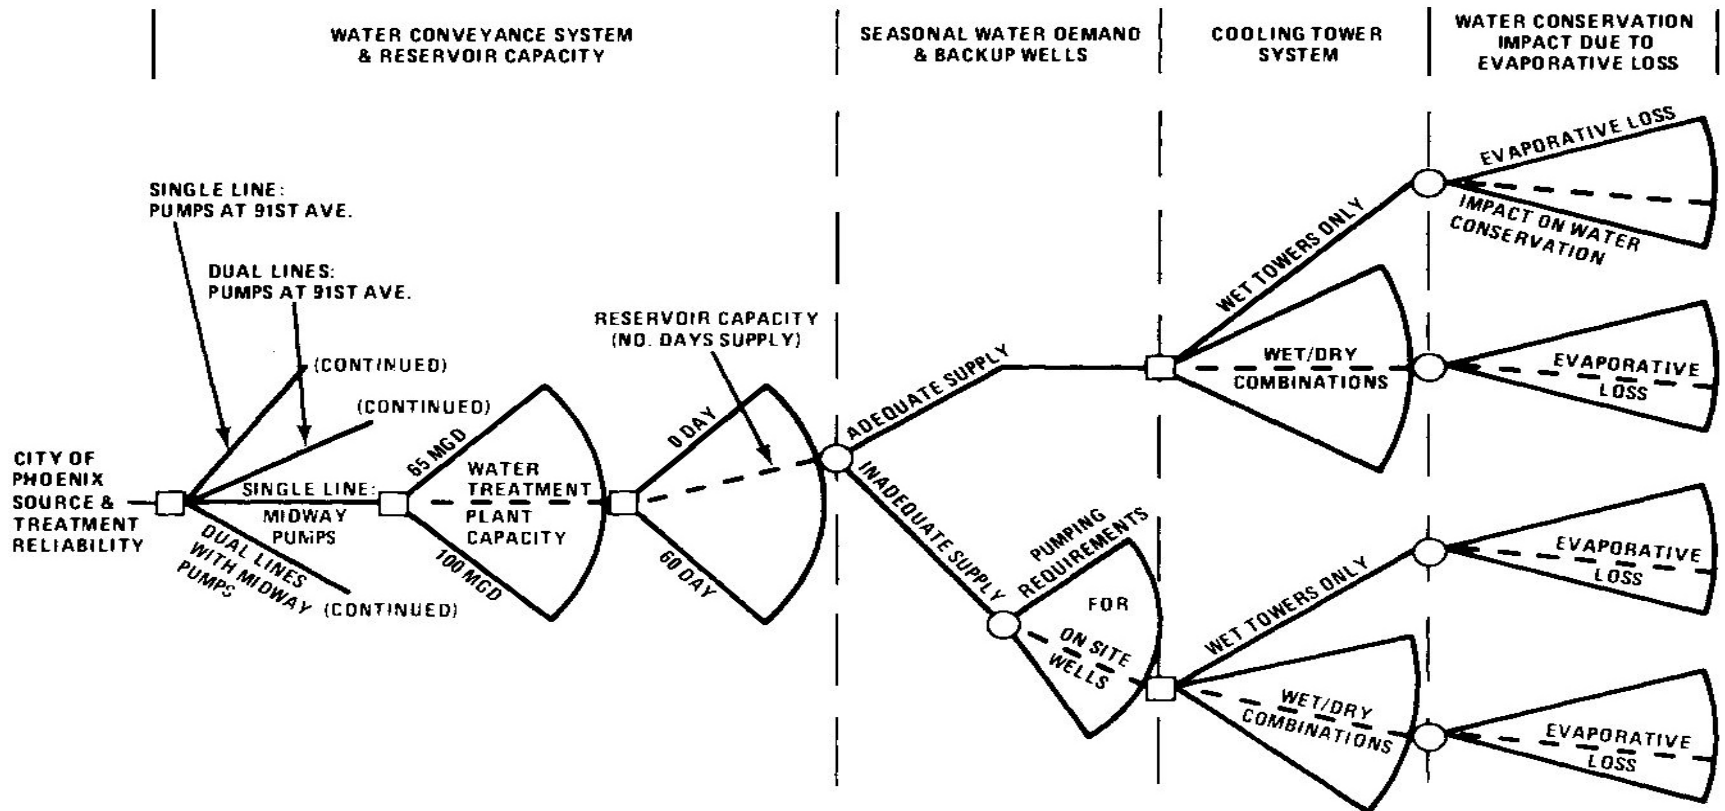 WATER CONVEYANCE SYSTEM
& RESERVOIR CAPACITY
SEASONAL WATER DEMAND
& BACKUP WELLS
COOLING TOWER
SYSTEM
WATER CONSERVATION
IMPACT DUE TO
EVAPORATIVE LOSS
SINGLE LINE:
PUMPS AT 91ST AVE.
DUAL LINES:
PUMPS AT 91ST AVE.
(CONTINUED)
(CONTINUED)
CITY OF
PHOENIX
SOURCE &
TREATMENT
RELIABILITY
SINGLE LINE:
MIDWAY
PUMPS
DUAL LINES
WITH MIDWAY
PUMPS
(CONTINUED)
65 MGD
WATER
TREATMENT
PLANT
CAPACITY
100 MGD
RESERVOIR CAPACITY
(NO. DAYS SUPPLY)
0 DAY
60 DAY
ADEQUATE SUPPLY
INADEQUATE SUPPLY
PUMPING
REQUIREMENTS
FOR
ON SITE
WELLS
WET TOWERS ONLY
WET/DRY
COMBINATIONS
WET TOWERS ONLY
WET/DRY
COMBINATIONS
EVAPORATIVE LOSS
IMPACT ON WATER
CONSERVATION
EVAPORATIVE
LOSS
EVAPORATIVE
LOSS
EVAPORATIVE
LOSS